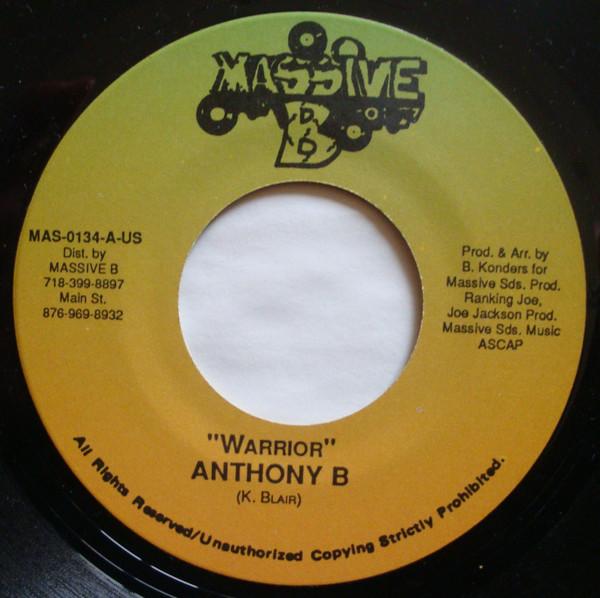 MASSIVE
B
MAS-0134-A-US
Dist. by
MASSIVE B
718-399-8897
Main St.
876-969-8932
Prod. & Arr. by
B. Konders for
Massive Sds. Prod.
Ranking Joe,
Joe Jackson Prod.
Massive Sds. Music
ASCAP
"WARRIOR"
ANTHONY B
(K. BLAIR)
All Rights Reserved/Unauthorized Copying Strictly Prohibited.